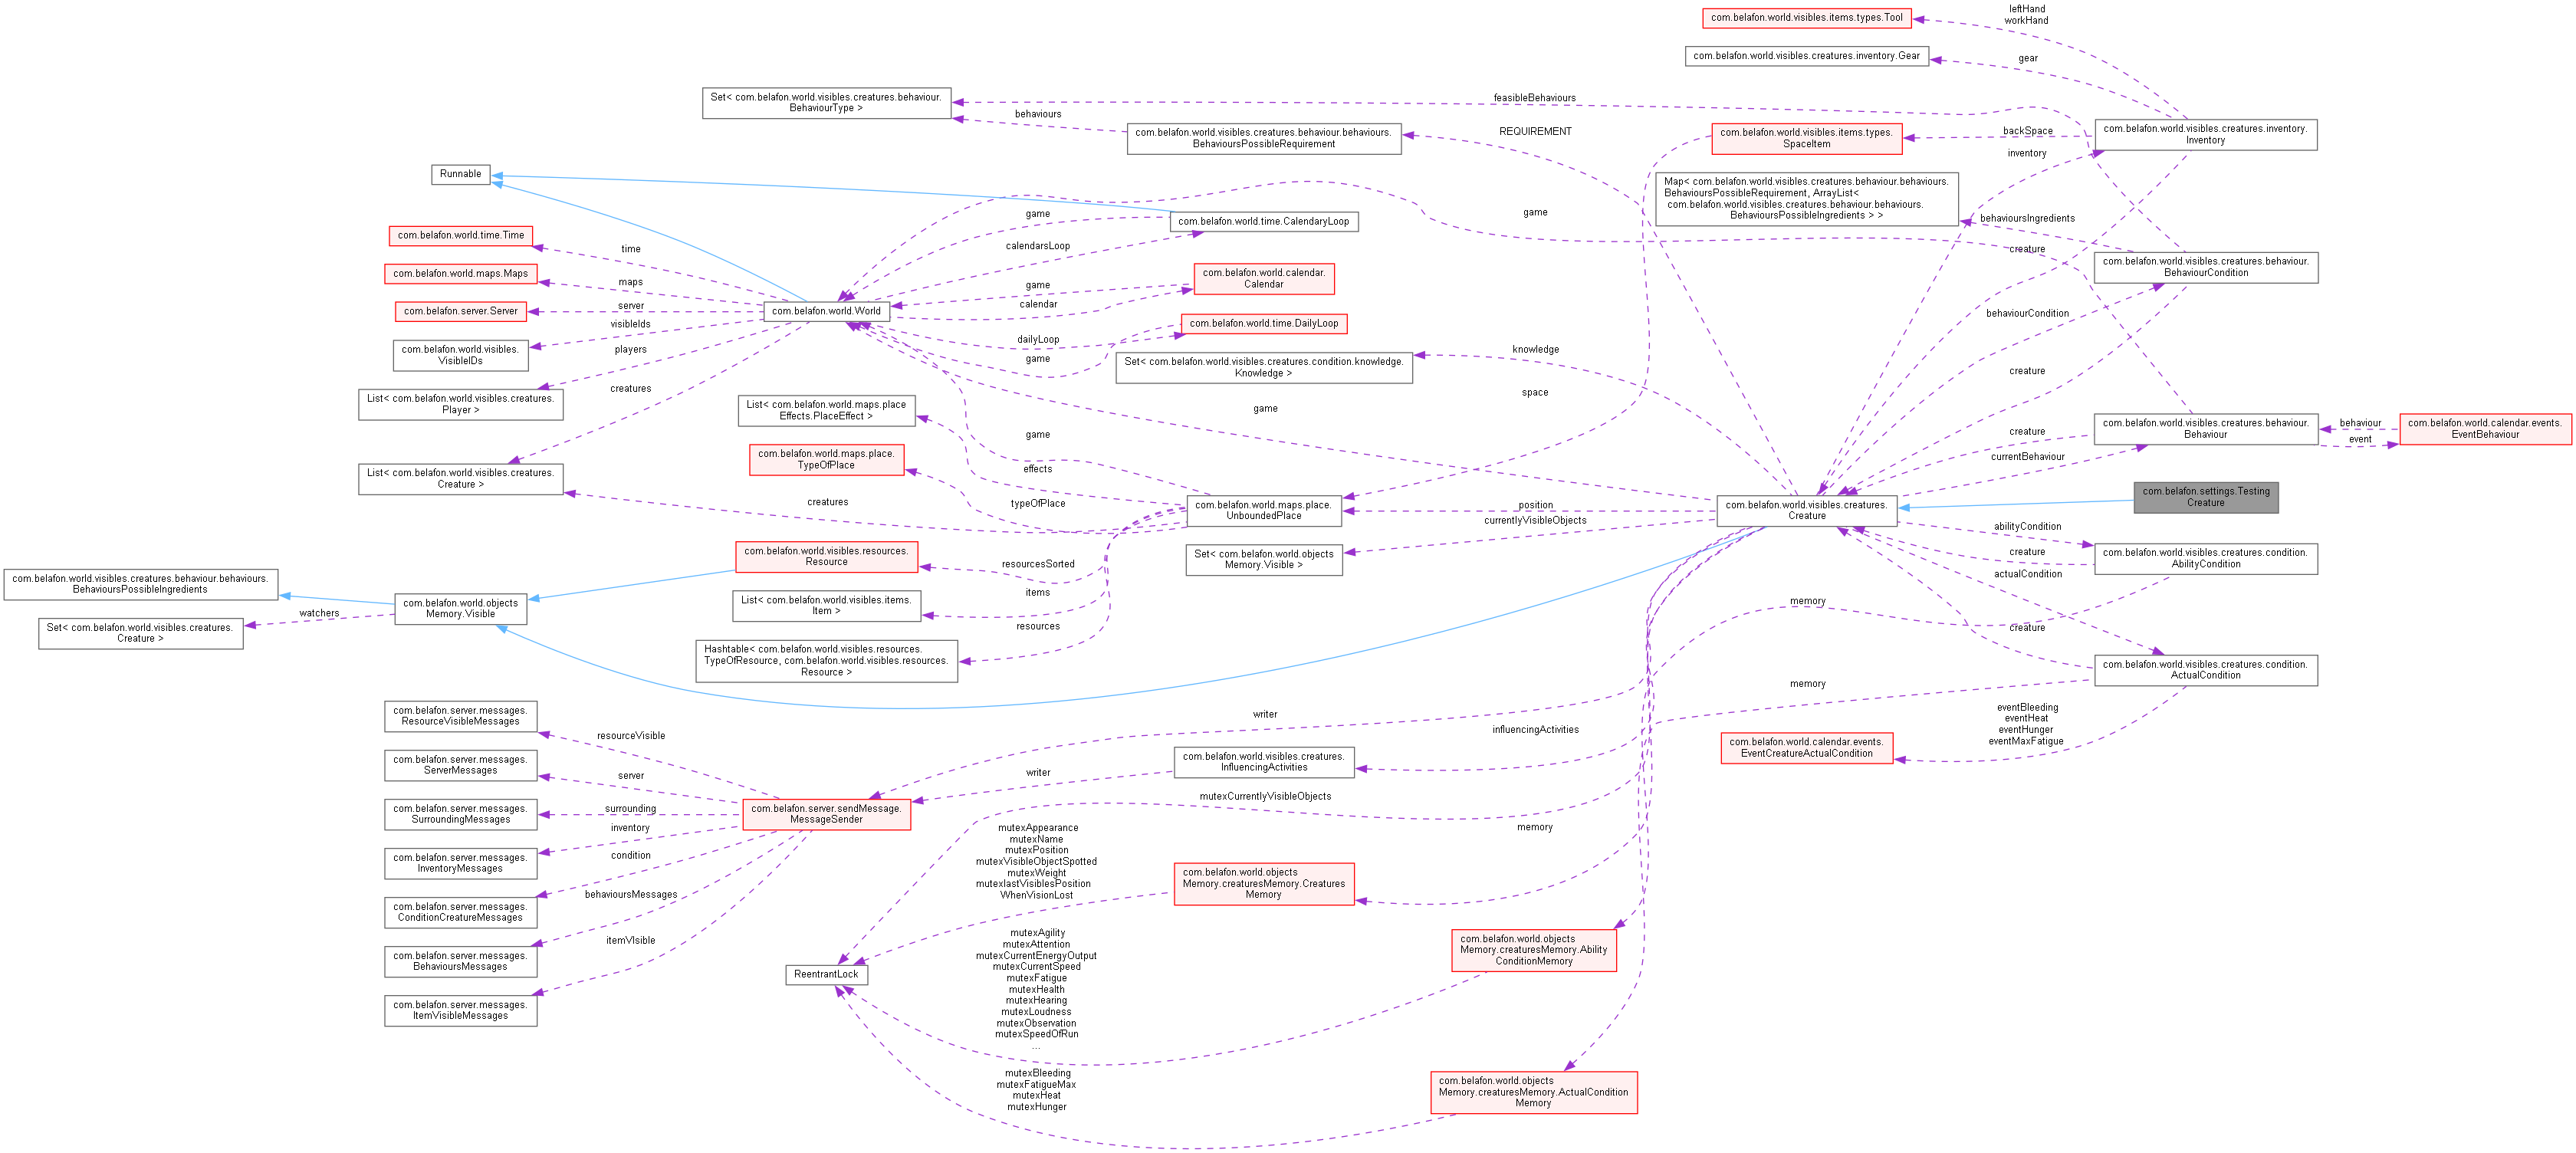 com.belafon.world.visibles.items.types.Tool
leftHand
workHand
com.belafon.world.visibles.creatures.inventory.Gear
gear
Set< com.belafon.world.visibles.creatures.behaviour.
BehaviourType >
feasibleBehaviours
behaviours
com.belafon.world.visibles.creatures.behaviour.behaviours.
BehavioursPossibleRequirement
REQUIREMENT
com.belafon.world.visibles.items.types.
SpaceItem
backSpace
com.belafon.world.visibles.creatures.inventory.
Inventory
inventory
Runnable
Map< com.belafon.world.visibles.creatures.behaviour.behaviours.
BehavioursPossibleRequirement, ArrayList<
com.belafon.world.visibles.creatures.behaviour.behaviours.
BehavioursPossibleIngredients > >
behavioursIngredients
game
game
com.belafon.world.time.CalendaryLoop
com.belafon.world.time.Time
time
calendarsLoop
creature
com.belafon.world.visibles.creatures.behaviour.
BehaviourCondition
com.belafon.world.maps.Maps
maps
game
com.belafon.world.calendar.
Calendar
calendar
com.belafon.server.Server
server
com.belafon.world.World
behaviourCondition
visibleIds
com.belafon.world.time.DailyLoop
dailyLoop
com.belafon.world.visibles.
VisibleIDs
players
game
Set< com.belafon.world.visibles.creatures.condition.knowledge.
Knowledge >
knowledge
creature
creatures
List< com.belafon.world.visibles.creatures.
Player >
List< com.belafon.world.maps.place
Effects.PlaceEffect >
space
game
com.belafon.world.visibles.creatures.behaviour.
Behaviour
behaviour
event
com.belafon.world.calendar.events.
EventBehaviour
game
creature
com.belafon.world.maps.place.
TypeOfPlace
effects
currentBehaviour
List< com.belafon.world.visibles.creatures.
Creature >
creatures
typeOfPlace
com.belafon.world.maps.place.
UnboundedPlace
position
com.belafon.world.visibles.creatures.
Creature
com.belafon.settings.Testing
Creature
currentlyVisibleObjects
abilityCondition
com.belafon.world.visibles.resources.
Resource
resourcesSorted
Set< com.belafon.world.objects
Memory.Visible >
creature
com.belafon.world.visibles.creatures.condition.
AbilityCondition
com.belafon.world.visibles.creatures.behaviour.behaviours.
BehavioursPossibleIngredients
actualCondition
com.belafon.world.objects
Memory.Visible
List< com.belafon.world.visibles.items.
Item >
items
memory
watchers
Set< com.belafon.world.visibles.creatures.
Creature >
resources
creature
Hashtable< com.belafon.world.visibles.resources.
TypeOfResource, com.belafon.world.visibles.resources.
Resource >
com.belafon.world.visibles.creatures.condition.
ActualCondition
memory
com.belafon.server.messages.
ResourceVisibleMessages
resourceVisible
writer
influencingActivities
eventBleeding
eventHeat
eventHunger
eventMaxFatigue
com.belafon.world.calendar.events.
EventCreatureActualCondition
com.belafon.server.messages.
ServerMessages
server
writer
com.belafon.world.visibles.creatures.
InfluencingActivities
com.belafon.server.messages.
SurroundingMessages
surrounding
com.belafon.server.sendMessage.
MessageSender
mutexCurrentlyVisibleObjects
inventory
memory
com.belafon.server.messages.
InventoryMessages
condition
mutexAppearance
mutexName
mutexPosition
mutexVisibleObjectSpotted
mutexWeight
mutexlastVisiblesPosition
WhenVisionLost
com.belafon.world.objects
Memory.creaturesMemory.Creatures
Memory
behavioursMessages
com.belafon.server.messages.
ConditionCreatureMessages
itemVIsible
com.belafon.server.messages.
BehavioursMessages
ReentrantLock
mutexAgility
mutexAttention
mutexCurrentEnergyOutput
mutexCurrentSpeed
mutexFatigue
mutexHealth
mutexHearing
mutexLoudness
mutexObservation
mutexSpeedOfRun
...
com.belafon.world.objects
Memory.creaturesMemory.Ability
ConditionMemory
com.belafon.server.messages.
ItemVisibleMessages
mutexBleeding
mutexFatigueMax
mutexHeat
mutexHunger
com.belafon.world.objects
Memory.creaturesMemory.ActualCondition
Memory